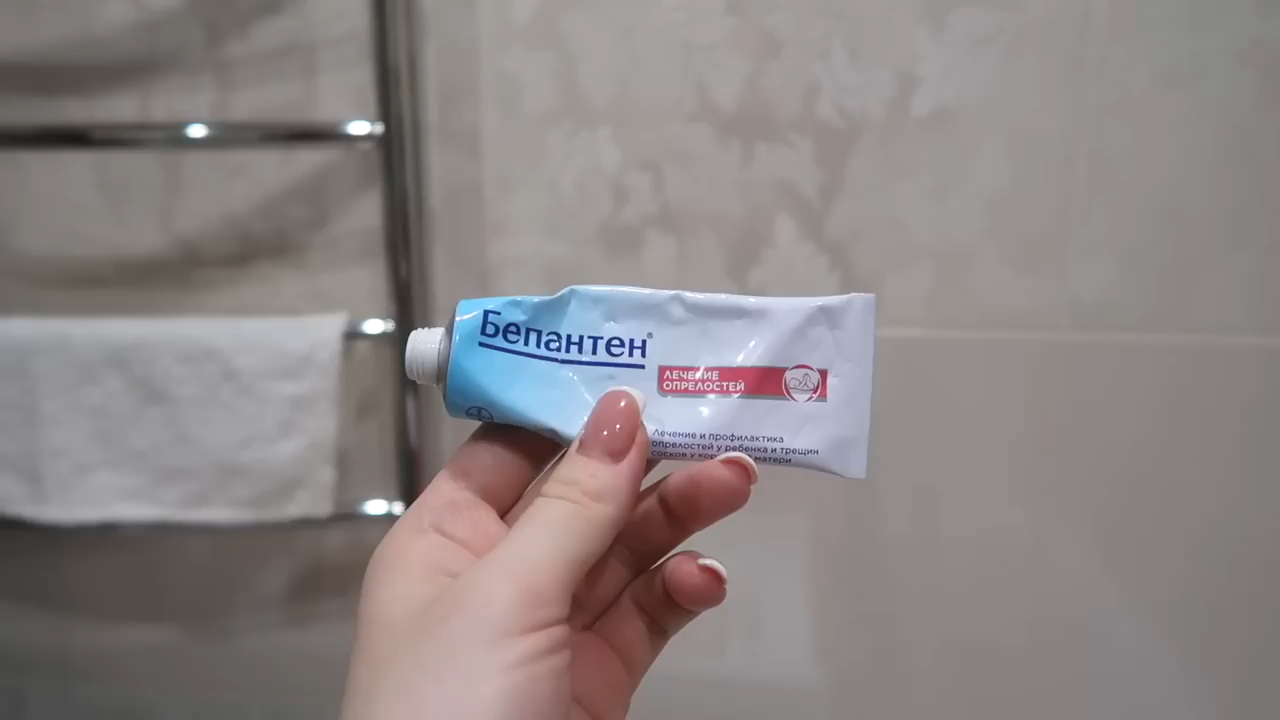 Бепантен®
ЛЕЧЕНИЕ
ОПРЕЛОСТЕЙ
Лечение и профилактика
опрелостей у ребенка и трещин
сосков у матери